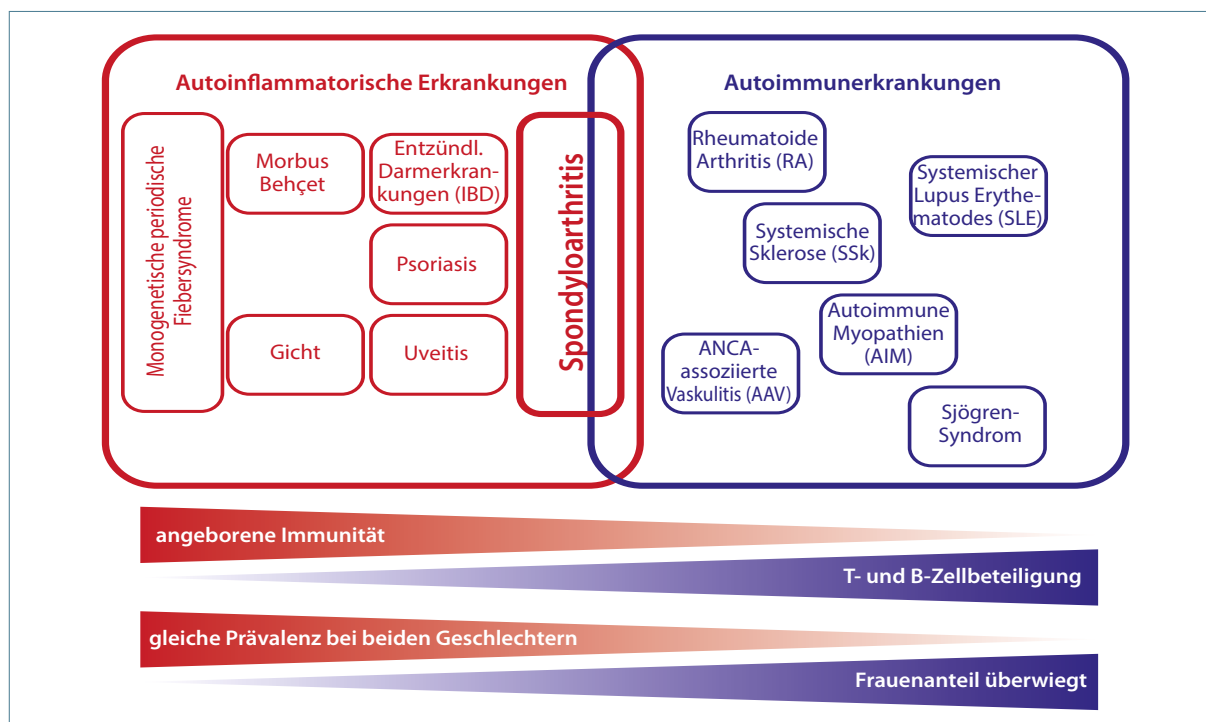 Autoinflammatorische Erkrankungen
Monogenetische periodische
Fiebersyndrome
Morbus
Behçet
Entzündl.
Darmerkran-
kungen (IBD)
Psoriasis
Gicht
Uveitis
Spondyloarthritis
Autoimmunerkrankungen
Rheumatoide
Arthritis (RA)
Systemischer
Lupus Erythe-
matodes (SLE)
Systemische
Sklerose (SSk)
Autoimmune
Myopathien
(AIM)
ANCA-
assoziierte
Vaskulitis (AAV)
Sjögren-
Syndrom
angeborene Immunität
T- und B-Zellbeteiligung
gleiche Prävalenz bei beiden Geschlechtern
Frauenanteil überwiegt